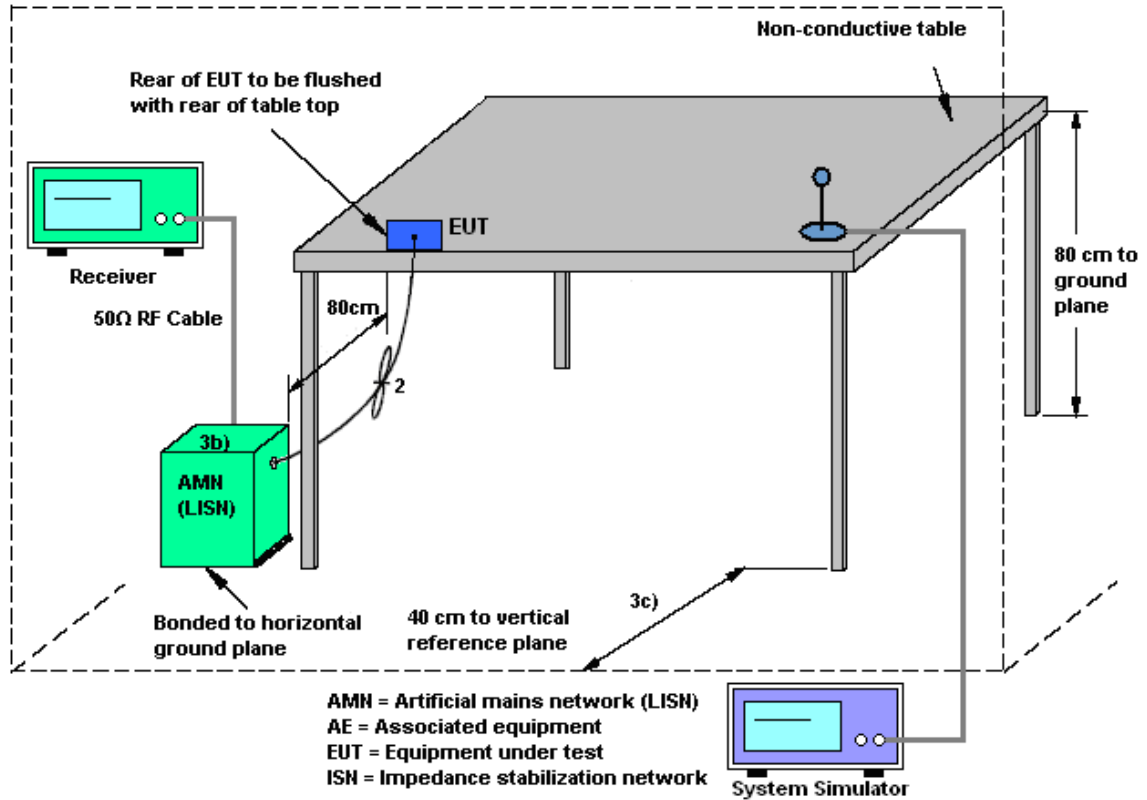 Non-conductive table
Rear of EUT to be flushed
with rear of table top
EUT
Receiver
80cm
80 cm to
ground
plane
50Ω RF Cable
2
3b)
AMN
(LISN)
3c)
Bonded to horizontal
ground plane
40 cm to vertical
reference plane
AMN = Artificial mains network (LISN)
AE = Associated equipment
EUT = Equipment under test
ISN = Impedance stabilization network
System Simulator